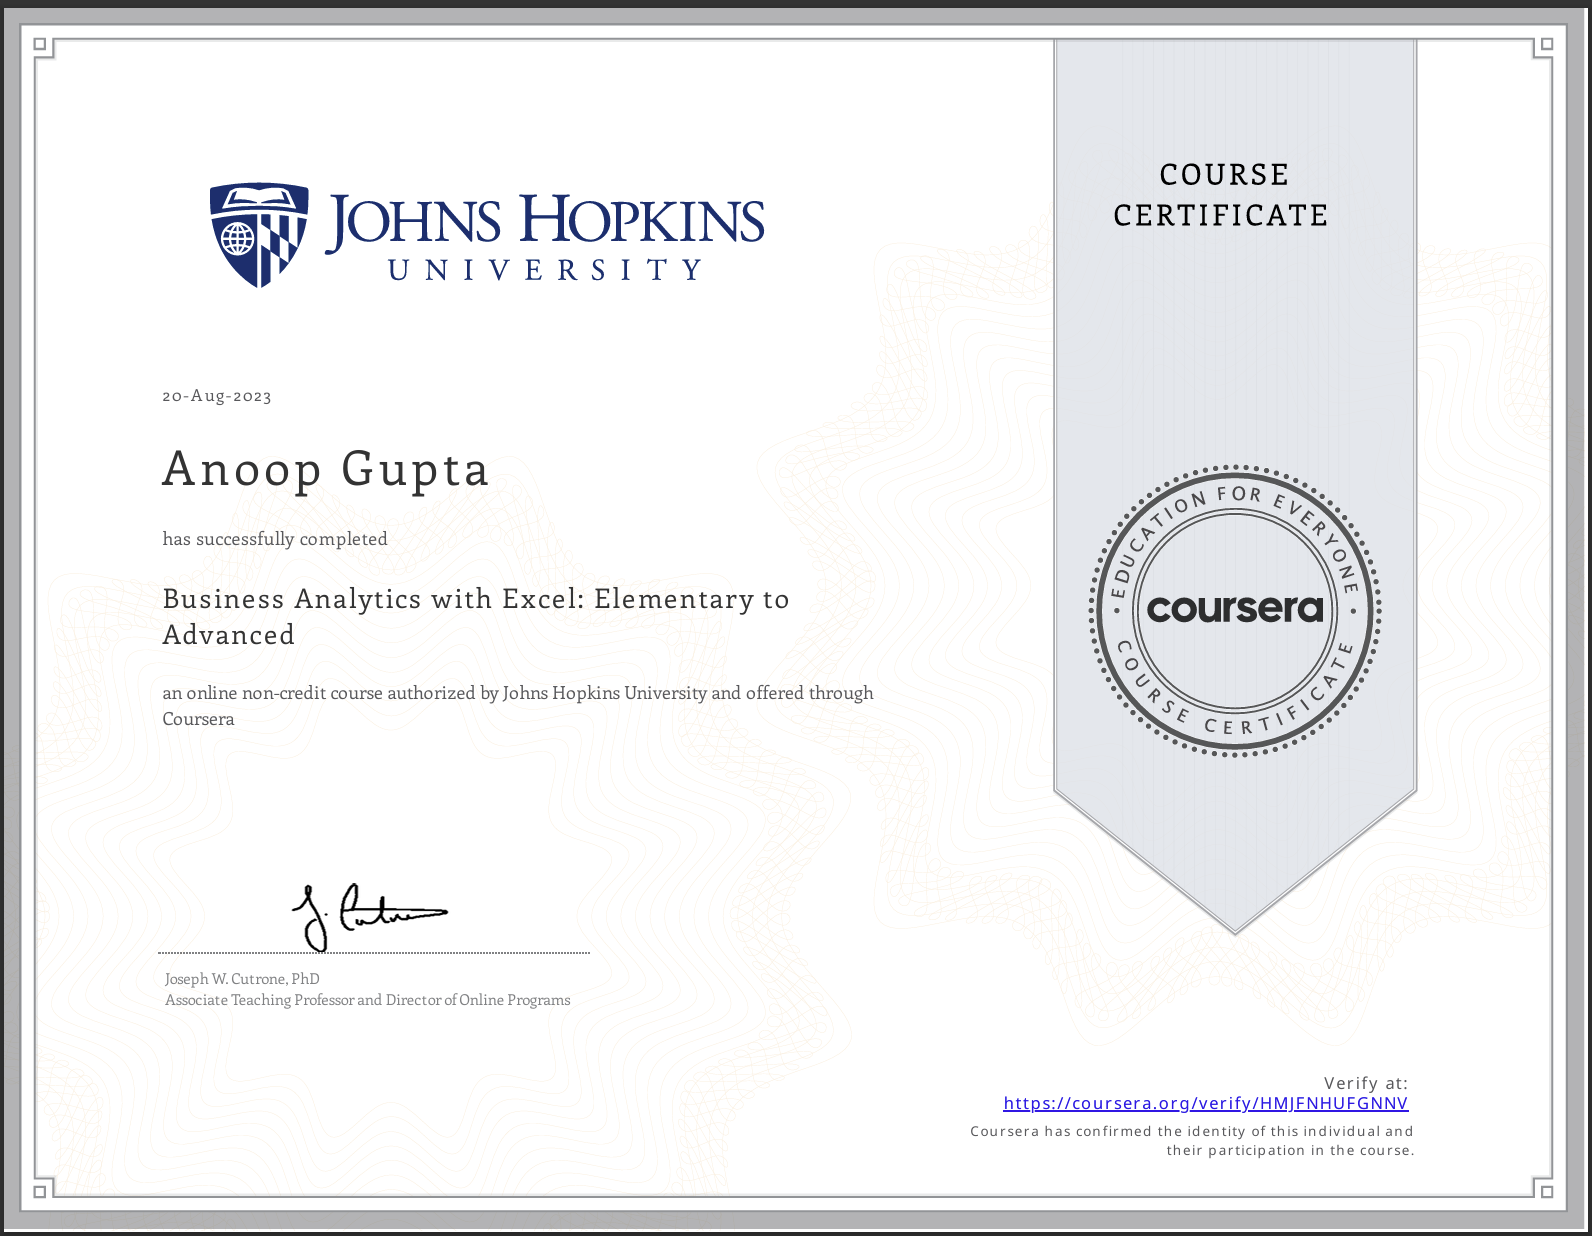 JOHNS HOPKINS
UNIVERSITY
COURSE
CERTIFICATE
20-Aug-2023
Anoop Gupta
has successfully completed
Business Analytics with Excel: Elementary to
Advanced
an online non-credit course authorized by Johns Hopkins University and offered through
Coursera
EDUCATION FOR EVERYONE
coursera
COURSE CERTIFICATE
J. Cutrone
Joseph W. Cutrone, PhD
Associate Teaching Professor and Director of Online Programs
Verify at:
https://coursera.org/verify/HMJFNHUFGNNV
Coursera has confirmed the identity of this individual and
their participation in the course.